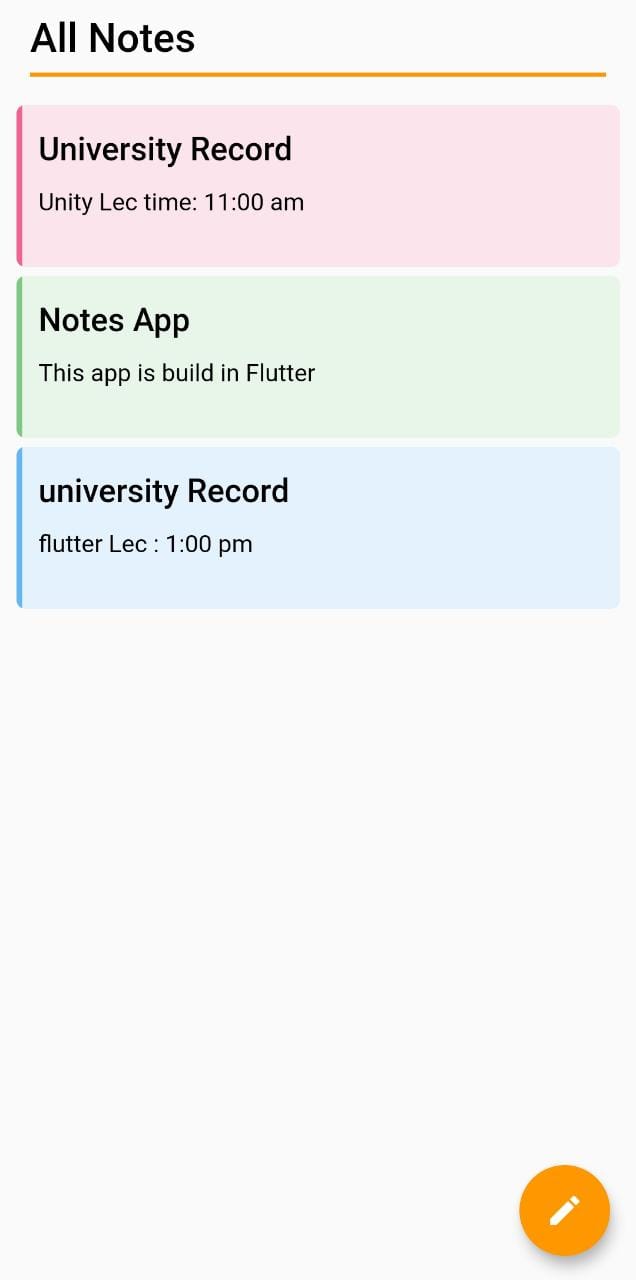 All Notes
University Record
Unity Lec time: 11:00 am
Notes App
This app is build in Flutter
university Record
flutter Lec : 1:00 pm